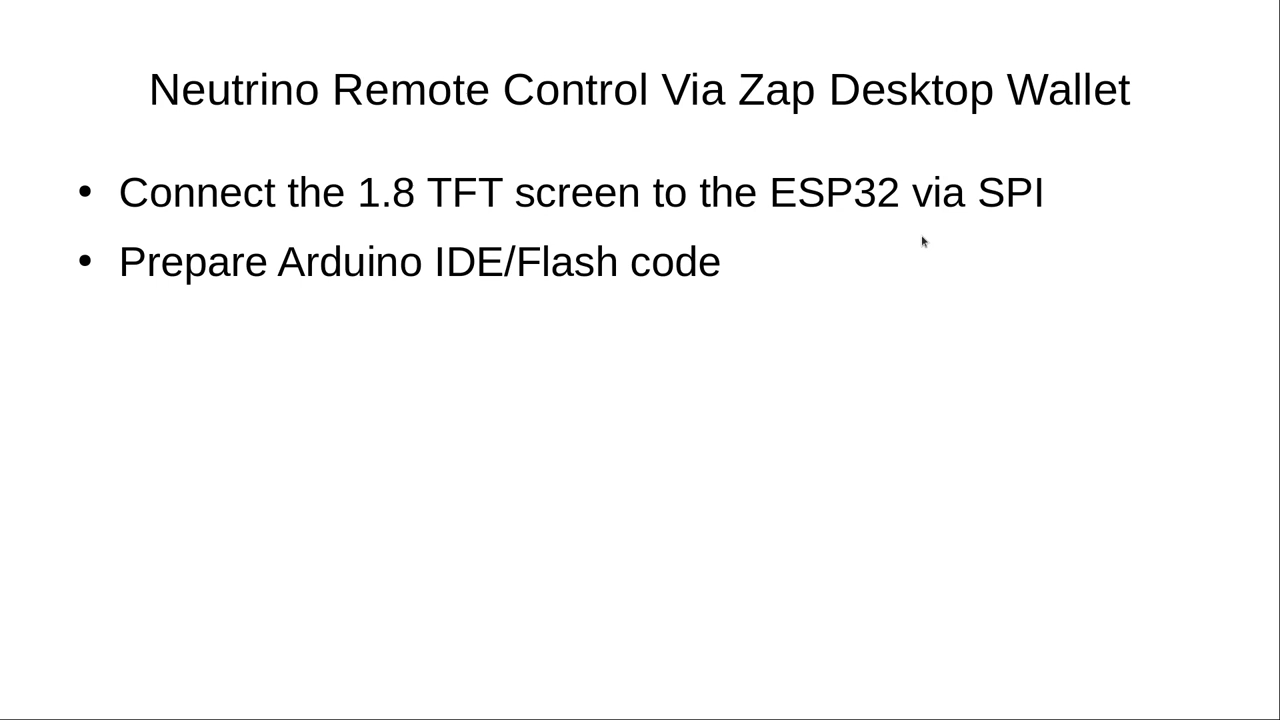 Neutrino Remote Control Via Zap Desktop Wallet
• Connect the 1.8 TFT screen to the ESP32 via SPI
• Prepare Arduino IDE/Flash code